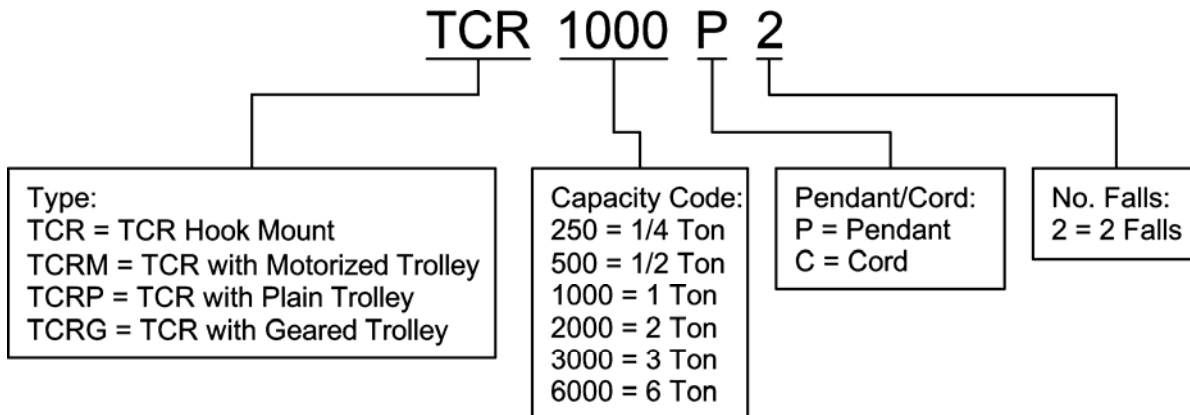 TCR 1000 P 2
Type:
TCR = TCR Hook Mount
TCRM = TCR with Motorized Trolley
TCRP = TCR with Plain Trolley
TCRG = TCR with Geared Trolley
Capacity Code:
250 = 1/4 Ton
500 = 1/2 Ton
1000 = 1 Ton
2000 = 2 Ton
3000 = 3 Ton
6000 = 6 Ton
Pendant/Cord:
P = Pendant
C = Cord
No. Falls:
2 = 2 Falls